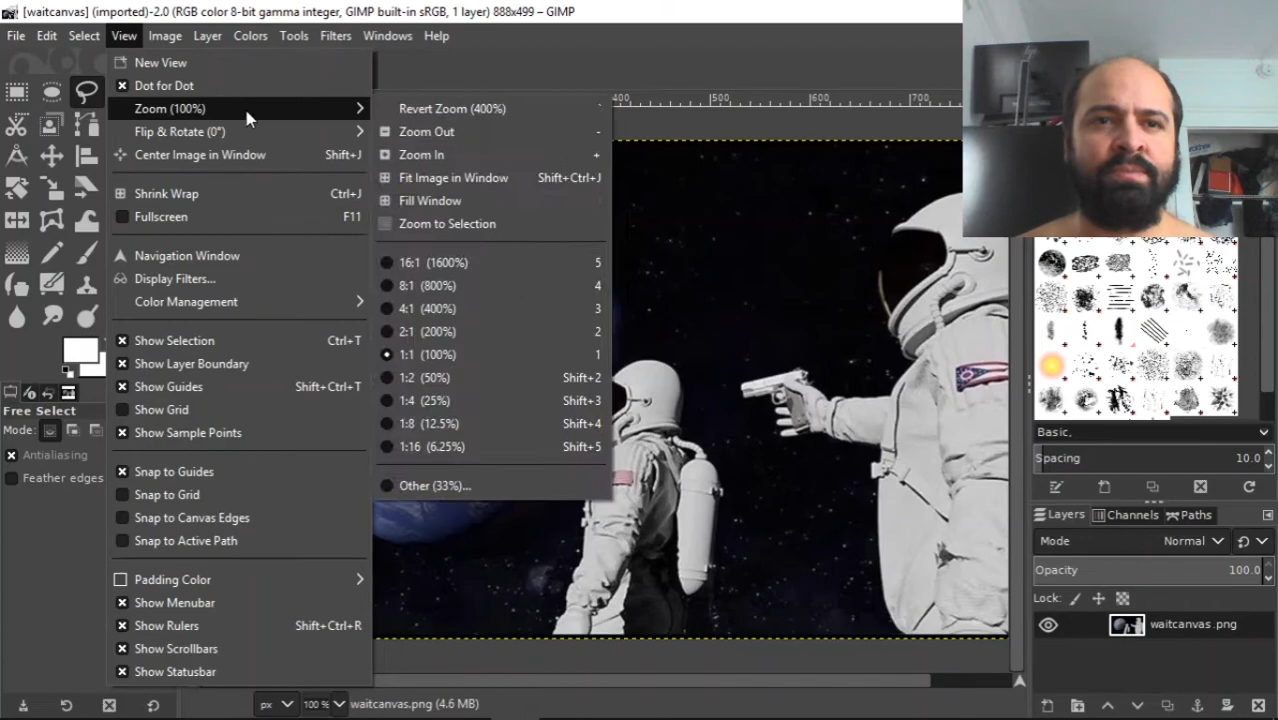 [waitcanvas] (imported)-2.0 (RGB color 8-bit gamma integer, GIMP built-in sRGB, 1 layer) 888x499 – GIMP
File Edit Select View Image Layer Colors Tools Filters Windows Help
New View
Dot for Dot
Zoom (100%)
Flip & Rotate (0°)
Center Image in Window Shift+J
Shrink Wrap Ctrl+J
Fullscreen F11
Navigation Window
Display Filters...
Color Management
Show Selection Ctrl+T
Show Layer Boundary
Show Guides Shift+Ctrl+T
Show Grid
Show Sample Points
Snap to Guides
Snap to Grid
Snap to Canvas Edges
Snap to Active Path
Padding Color
Show Menubar
Show Rulers Shift+Ctrl+R
Show Scrollbars
Show Statusbar
Revert Zoom (400%) `
Zoom Out -
Zoom In +
Fit Image in Window Shift+Ctrl+J
Fill Window
Zoom to Selection
16:1 (1600%) 5
8:1 (800%) 4
4:1 (400%) 3
2:1 (200%) 2
1:1 (100%) 1
1:2 (50%) Shift+2
1:4 (25%) Shift+3
1:8 (12.5%) Shift+4
1:16 (6.25%) Shift+5
Other (33%)...
400 500 600 700
Free Select
Mode:
Antialiasing
Feather edges
Basic,
Spacing 10.0
Layers Channels Paths
Mode Normal
Opacity 100.0
Lock:
waitcanvas.png
px 100 % waitcanvas.png (4.6 MB)